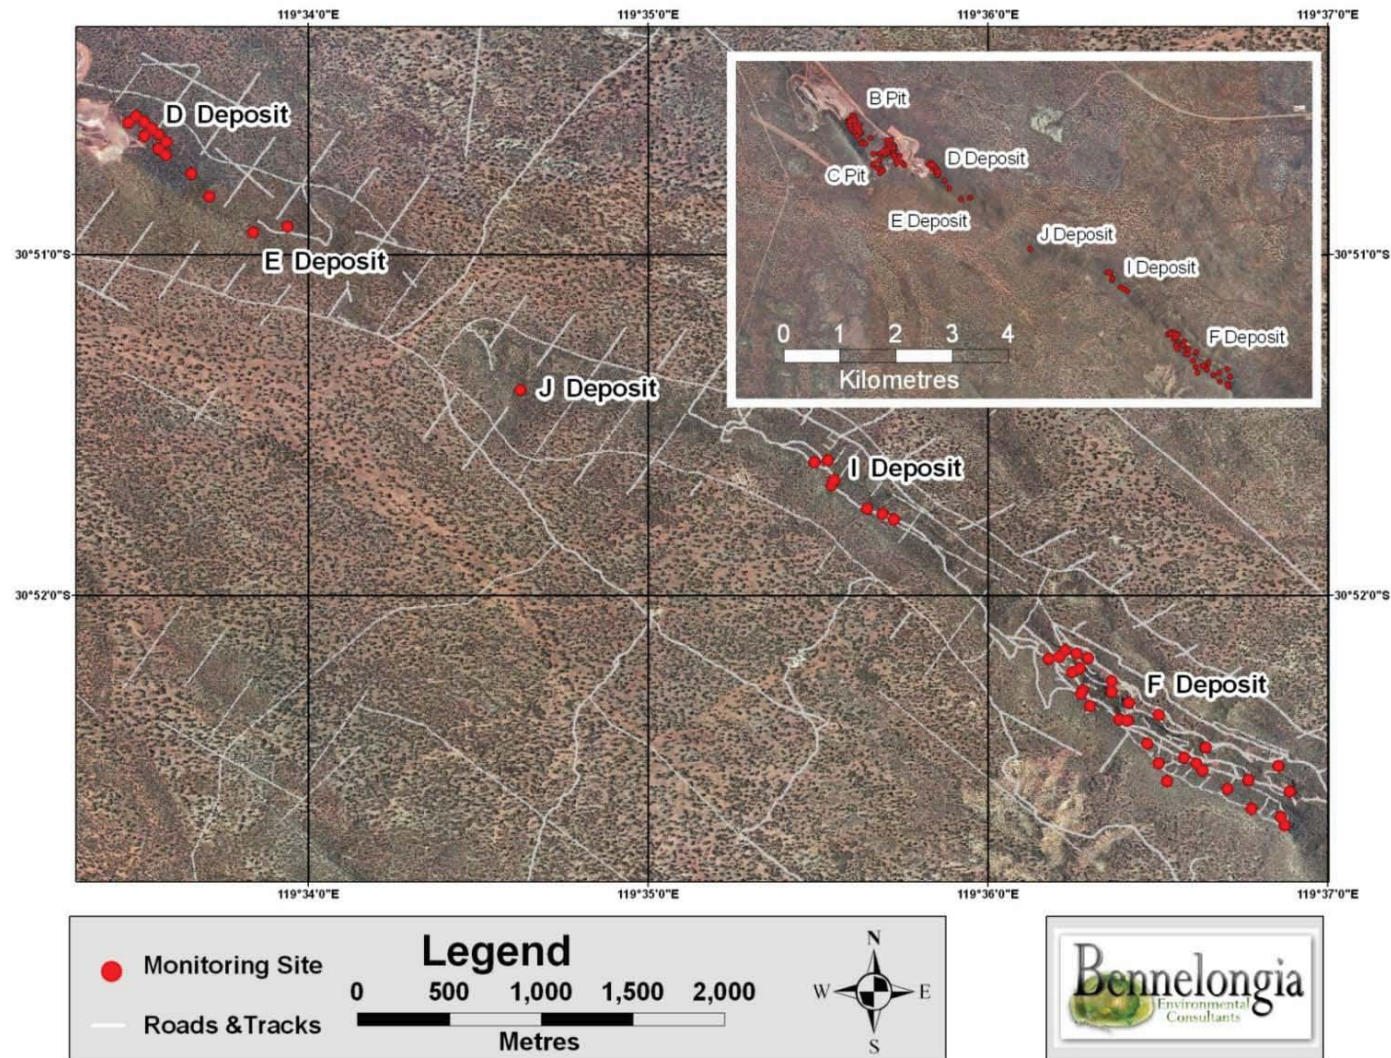 119°34'0"E
119°35'0"E
119°36'0"E
119°37'0"E
B Pit
D Deposit
D Deposit
C Pit
E Deposit
J Deposit
30°51'0"S
30°51'0"S
E Deposit
I Deposit
0 1 2 3 4
F Deposit
Kilometres
J Deposit
I Deposit
30°52'0"S
30°52'0"S
F Deposit
119°34'0"E
119°35'0"E
119°36'0"E
119°37'0"E
Legend
Monitoring Site
0 500 1,000 1,500 2,000
Roads &Tracks
Metres
N
W E
S
Bennelongia
Environmental
Consultants